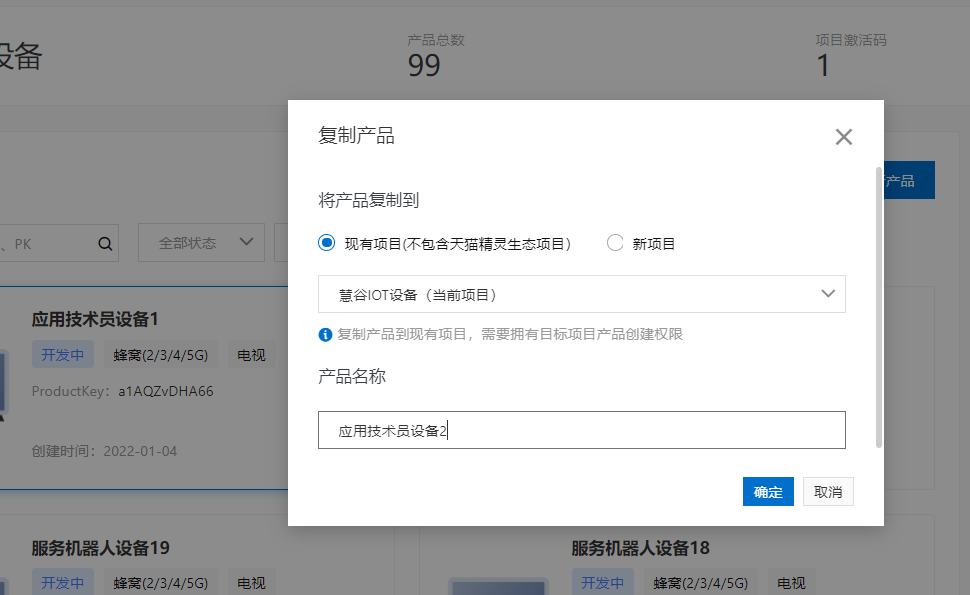 设备
产品总数
99
项目激活码
1
产品
、PK
全部状态
复制产品
将产品复制到
现有项目(不包含天猫精灵生态项目)
新项目
慧谷IOT设备（当前项目）
复制产品到现有项目，需要拥有目标项目产品创建权限
产品名称
应用技术员设备2
确定
取消
应用技术员设备1
开发中
蜂窝(2/3/4/5G)
电视
ProductKey：a1AQZvDHA66
创建时间：2022-01-04
服务机器人设备19
开发中
蜂窝(2/3/4/5G)
电视
服务机器人设备18
开发中
蜂窝(2/3/4/5G)
电视